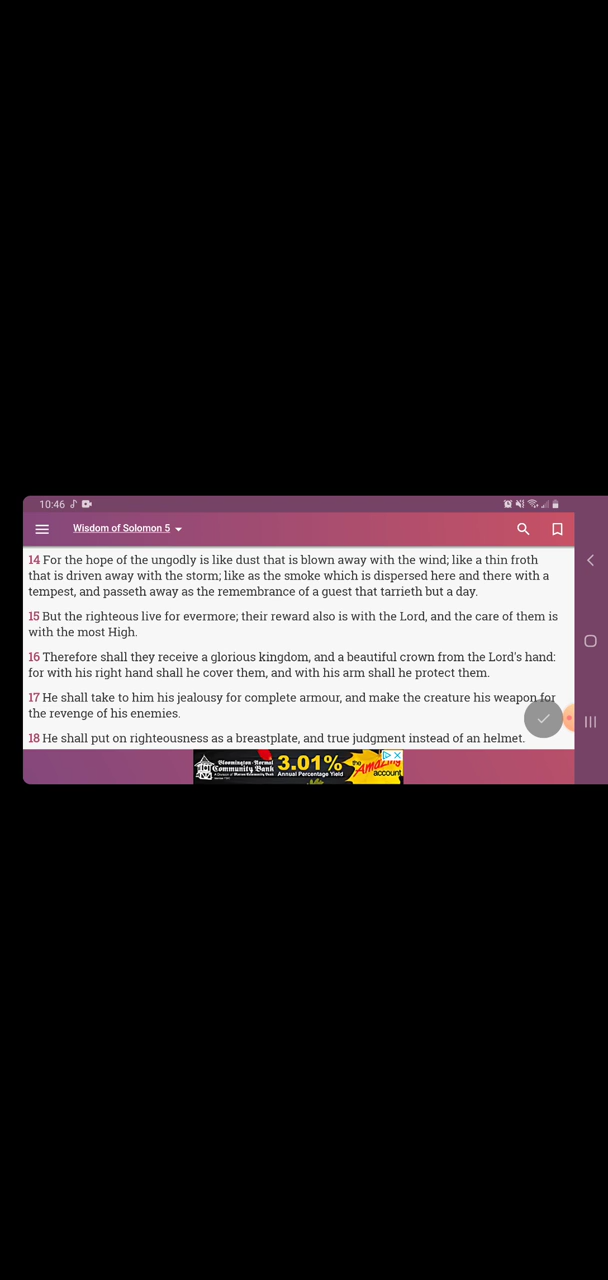 10:46
Wisdom of Solomon 5
14 For the hope of the ungodly is like dust that is blown away with the wind; like a thin froth
that is driven away with the storm; like as the smoke which is dispersed here and there with a
tempest, and passeth away as the remembrance of a guest that tarrieth but a day.
15 But the righteous live for evermore; their reward also is with the Lord, and the care of them is
with the most High.
16 Therefore shall they receive a glorious kingdom, and a beautiful crown from the Lord's hand:
for with his right hand shall he cover them, and with his arm shall he protect them.
17 He shall take to him his jealousy for complete armour, and make the creature his weapon for
the revenge of his enemies.
18 He shall put on righteousness as a breastplate, and true judgment instead of an helmet.
Bloomington-Normal
Community Bank
3.01%
Annual Percentage Yield
the
Amazing
account